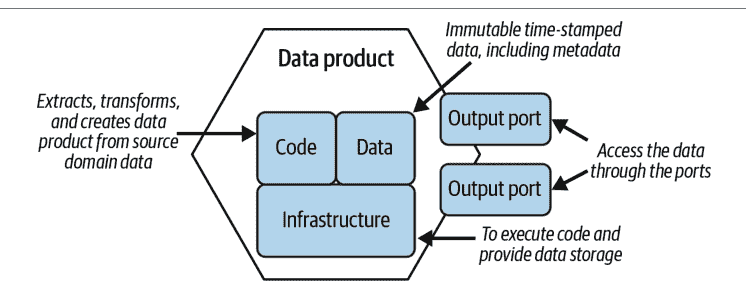 Immutable time-stamped
data, including metadata
Data product
Extracts, transforms,
and creates data
product from source
domain data
Code
Data
Output port
Output port
Access the data
through the ports
Infrastructure
To execute code and
provide data storage